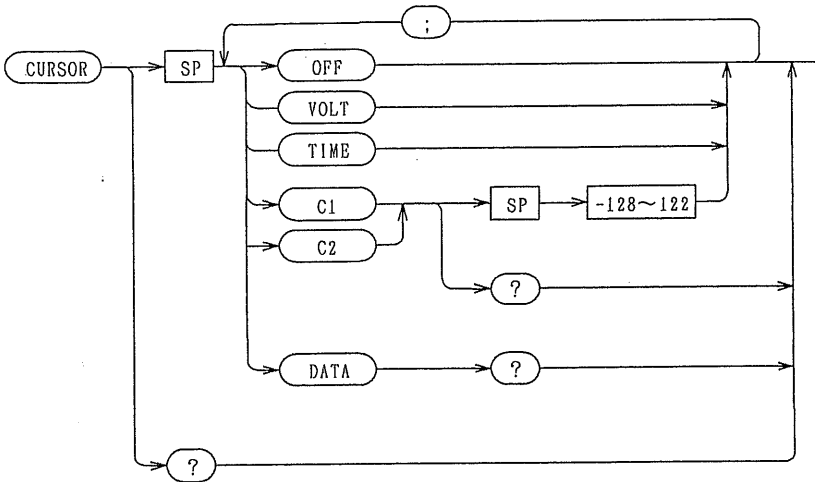 ;
CURSOR SP OFF
VOLT
TIME
C1 SP -128～122
C2
?
DATA ?
?